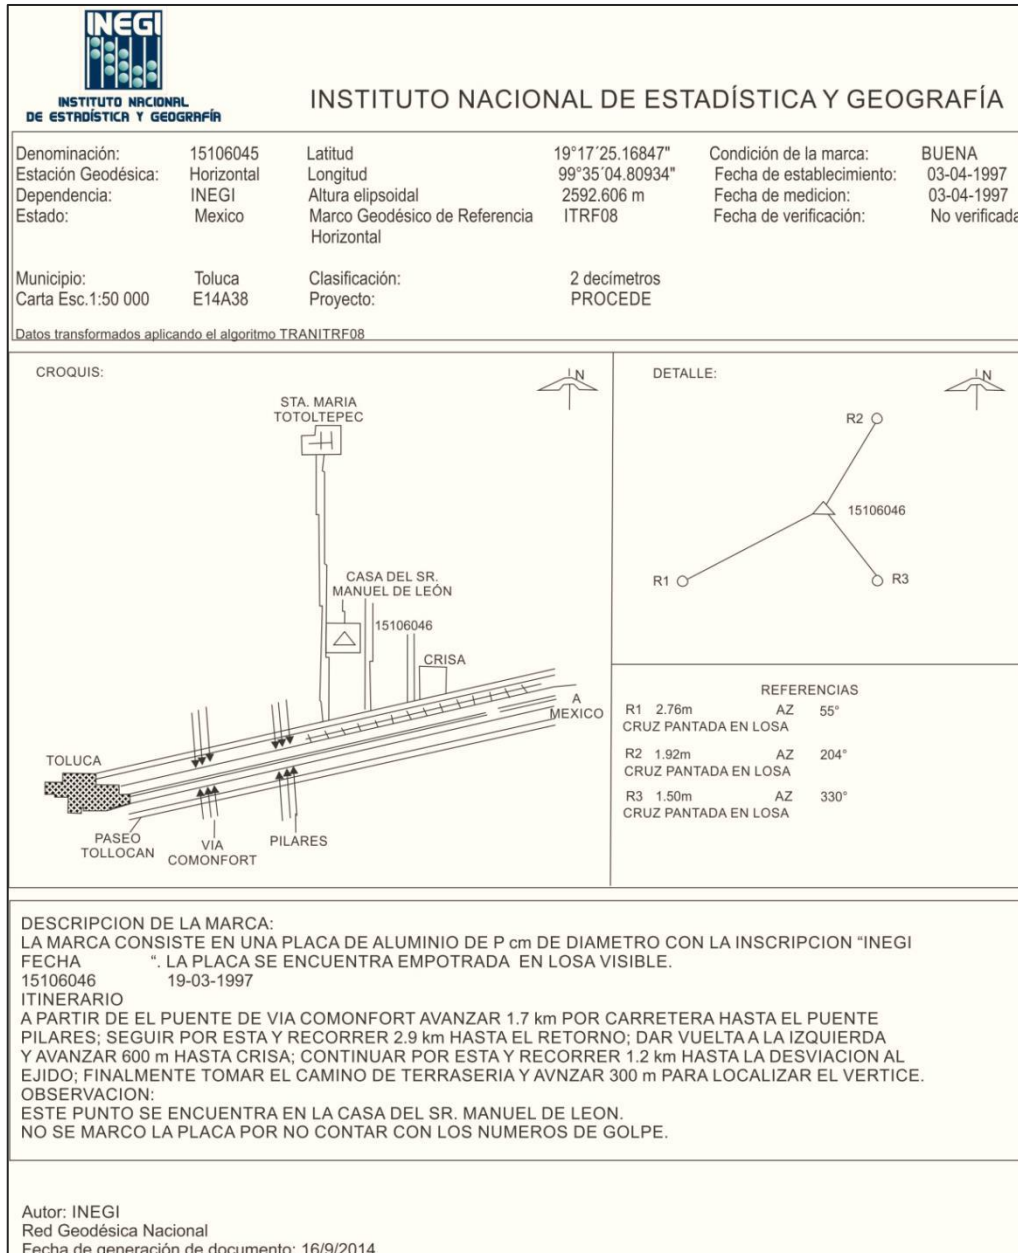 INEGI
INSTITUTO NACIONAL
DE ESTADÍSTICA Y GEOGRAFÍA
INSTITUTO NACIONAL DE ESTADÍSTICA Y GEOGRAFÍA
Denominación: 15106045 Latitud 19°17´25.16847" Condición de la marca: BUENA
Estación Geodésica: Horizontal Longitud 99°35´04.80934" Fecha de establecimiento: 03-04-1997
Dependencia: INEGI Altura elipsoidal 2592.606 m Fecha de medicion: 03-04-1997
Estado: Mexico Marco Geodésico de Referencia ITRF08 Fecha de verificación: No verificada
Horizontal
Municipio: Toluca Clasificación: 2 decímetros
Carta Esc.1:50 000 E14A38 Proyecto: PROCEDE
Datos transformados aplicando el algoritmo TRANITRF08
CROQUIS:
N
STA. MARIA
TOTOLTEPEC
CASA DEL SR.
MANUEL DE LEÓN
15106046
CRISA
A
MEXICO
TOLUCA
PASEO
TOLLOCAN
VIA
COMONFORT
PILARES
DETALLE:
N
R2
15106046
R1
R3
REFERENCIAS
R1 2.76m AZ 55°
CRUZ PANTADA EN LOSA
R2 1.92m AZ 204°
CRUZ PANTADA EN LOSA
R3 1.50m AZ 330°
CRUZ PANTADA EN LOSA
DESCRIPCION DE LA MARCA:
LA MARCA CONSISTE EN UNA PLACA DE ALUMINIO DE P cm DE DIAMETRO CON LA INSCRIPCION “INEGI
FECHA “. LA PLACA SE ENCUENTRA EMPOTRADA EN LOSA VISIBLE.
15106046 19-03-1997
ITINERARIO
A PARTIR DE EL PUENTE DE VIA COMONFORT AVANZAR 1.7 km POR CARRETERA HASTA EL PUENTE
PILARES; SEGUIR POR ESTA Y RECORRER 2.9 km HASTA EL RETORNO; DAR VUELTA A LA IZQUIERDA
Y AVANZAR 600 m HASTA CRISA; CONTINUAR POR ESTA Y RECORRER 1.2 km HASTA LA DESVIACION AL
EJIDO; FINALMENTE TOMAR EL CAMINO DE TERRASERIA Y AVNZAR 300 m PARA LOCALIZAR EL VERTICE.
OBSERVACION:
ESTE PUNTO SE ENCUENTRA EN LA CASA DEL SR. MANUEL DE LEON.
NO SE MARCO LA PLACA POR NO CONTAR CON LOS NUMEROS DE GOLPE.
Autor: INEGI
Red Geodésica Nacional
Fecha de generación de documento: 16/9/2014